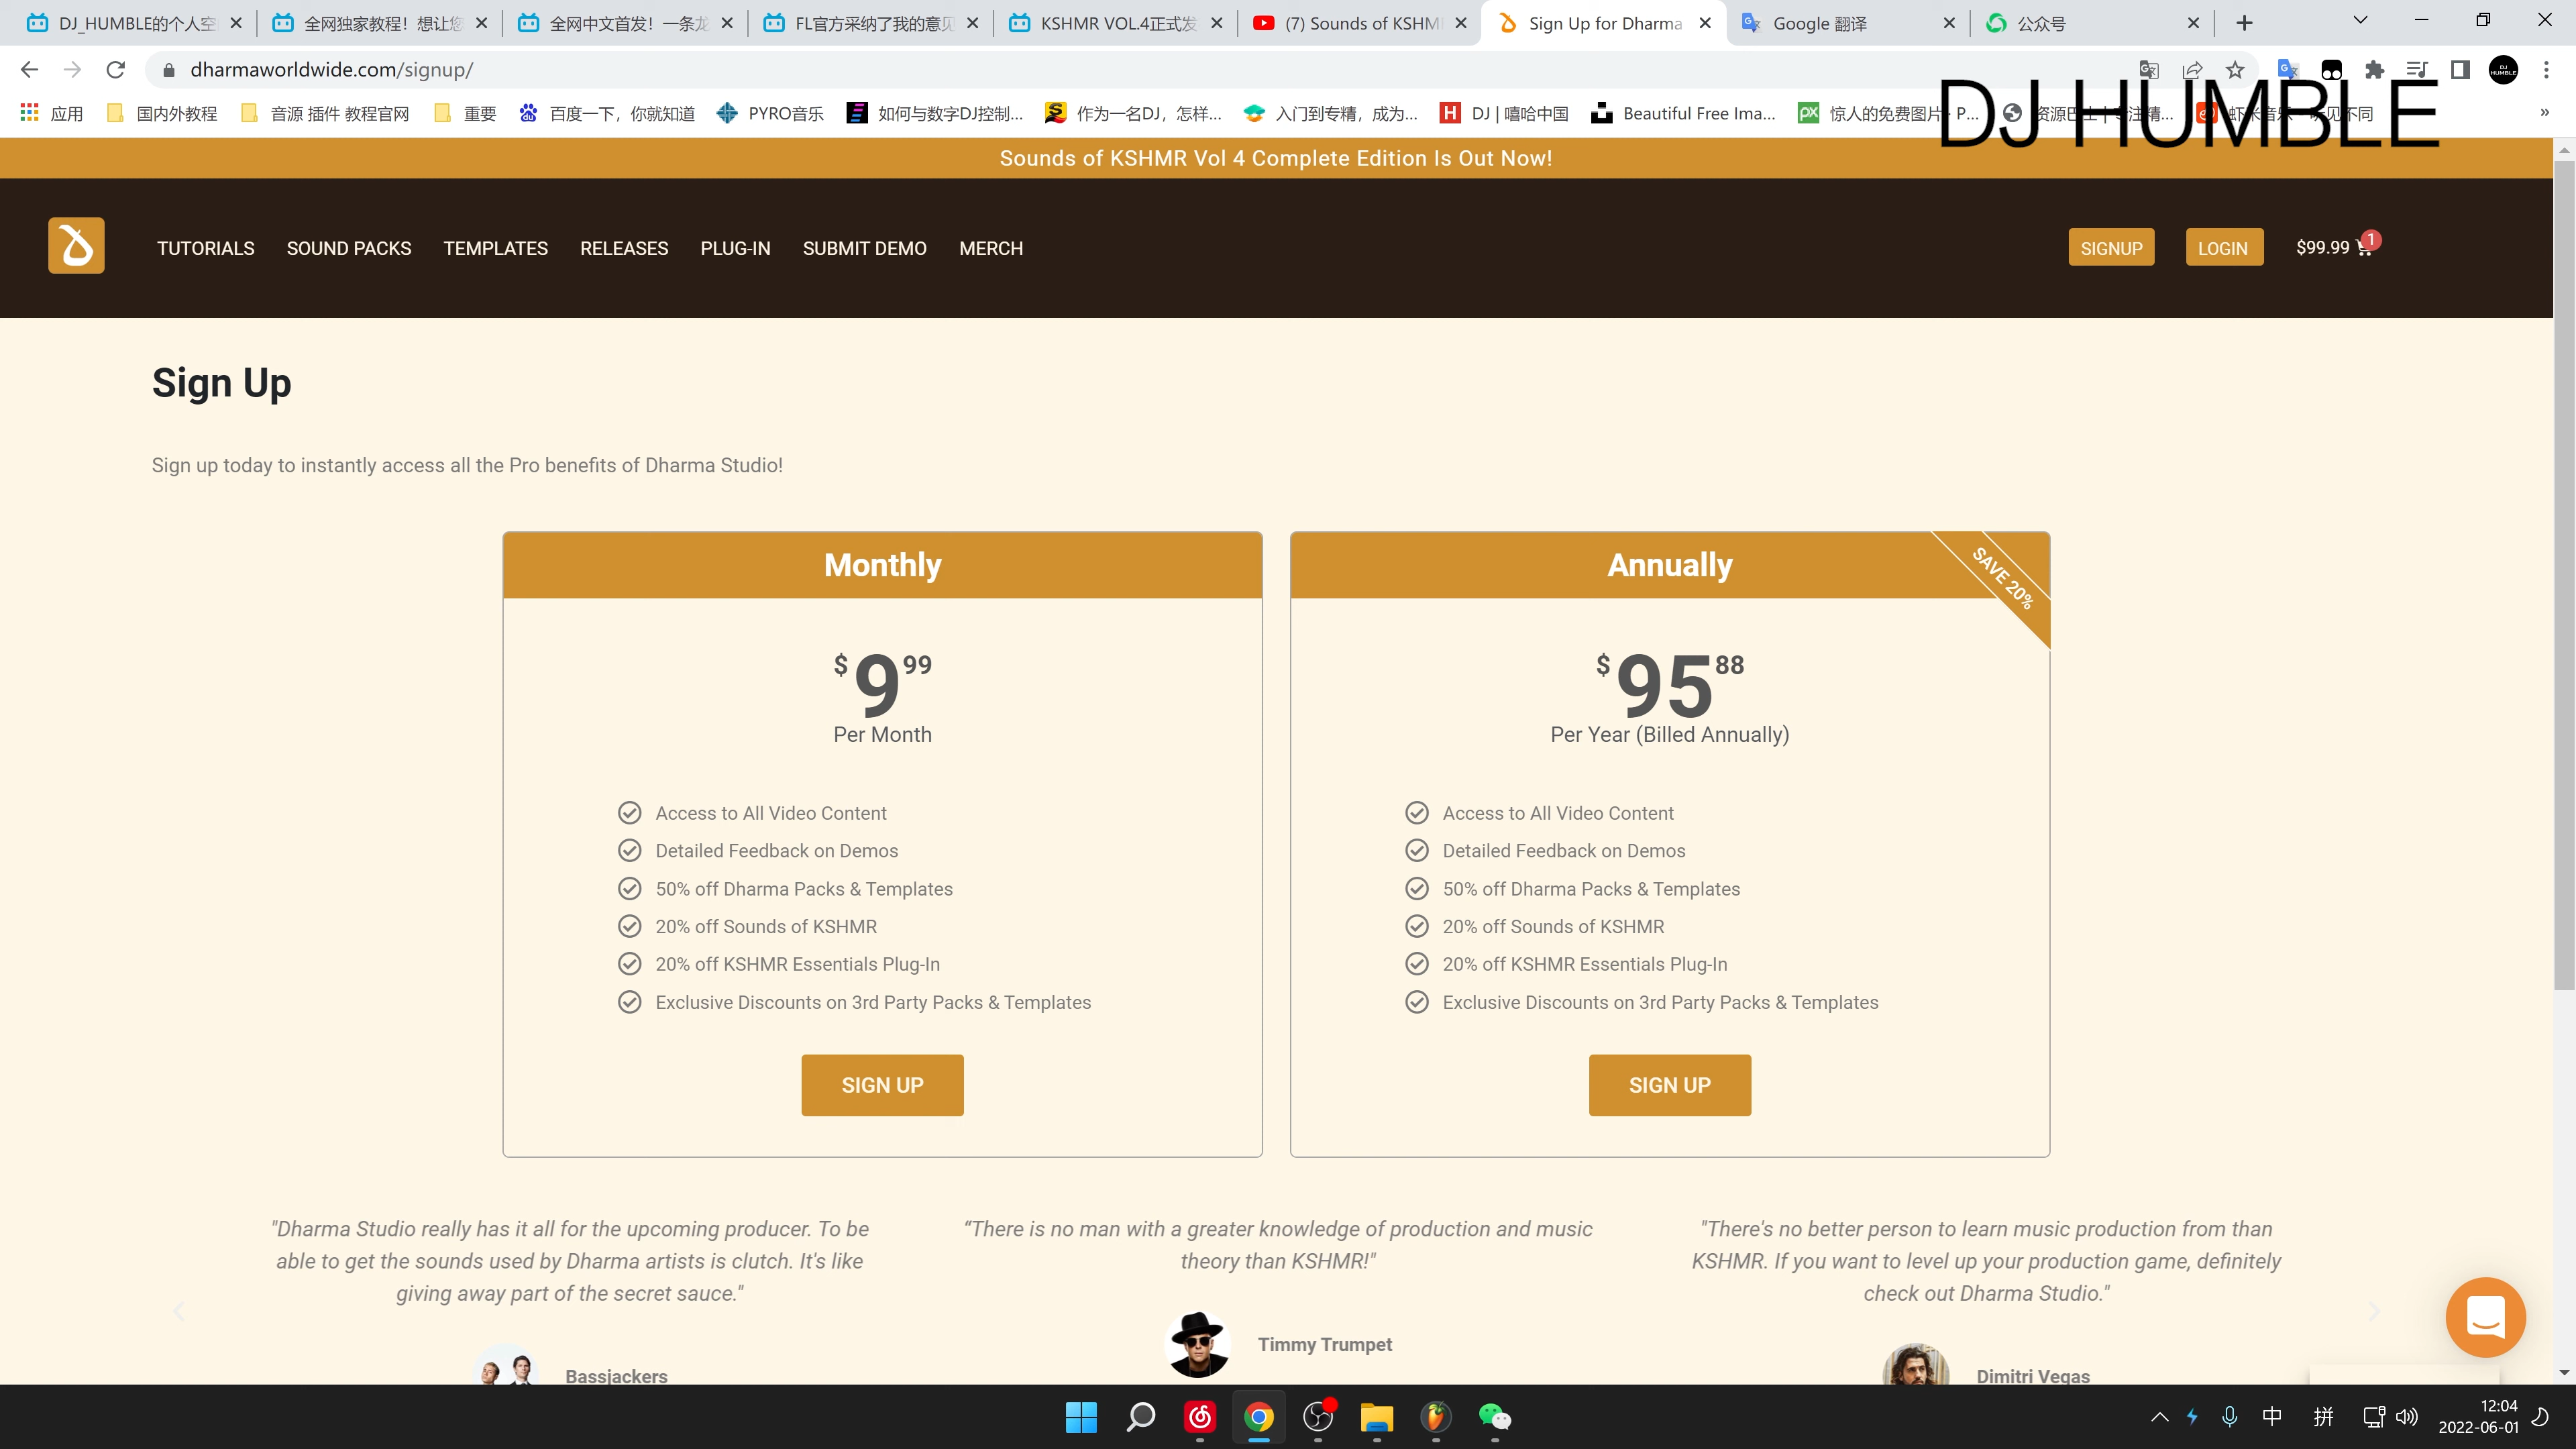 DJ_HUMBLE的个人空
全网独家教程！想让您
全网中文首发！一条龙
FL官方采纳了我的意见
KSHMR VOL.4正式发
(7) Sounds of KSHM
Sign Up for Dharma
Google 翻译
公众号
dharmaworldwide.com/signup/
应用
国内外教程
音源 插件 教程官网
重要
百度一下，你就知道
PYRO音乐
如何与数字DJ控制...
作为一名DJ，怎样...
入门到专精，成为...
DJ | 嘻哈中国
Beautiful Free Ima...
惊人的免费图片 · P...
DJ HUMBLE
Sounds of KSHMR Vol 4 Complete Edition Is Out Now!
TUTORIALS
SOUND PACKS
TEMPLATES
RELEASES
PLUG-IN
SUBMIT DEMO
MERCH
SIGNUP
LOGIN
$99.99
1
Sign Up
Sign up today to instantly access all the Pro benefits of Dharma Studio!
Monthly
$9 99
Per Month
Access to All Video Content
Detailed Feedback on Demos
50% off Dharma Packs & Templates
20% off Sounds of KSHMR
20% off KSHMR Essentials Plug-In
Exclusive Discounts on 3rd Party Packs & Templates
SIGN UP
Annually
SAVE 20%
$95 88
Per Year (Billed Annually)
Access to All Video Content
Detailed Feedback on Demos
50% off Dharma Packs & Templates
20% off Sounds of KSHMR
20% off KSHMR Essentials Plug-In
Exclusive Discounts on 3rd Party Packs & Templates
SIGN UP
"Dharma Studio really has it all for the upcoming producer. To be
able to get the sounds used by Dharma artists is clutch. It's like
giving away part of the secret sauce."
Bassjackers
“There is no man with a greater knowledge of production and music
theory than KSHMR!"
Timmy Trumpet
"There's no better person to learn music production from than
KSHMR. If you want to level up your production game, definitely
check out Dharma Studio."
Dimitri Vegas
中
拼
12:04
2022-06-01